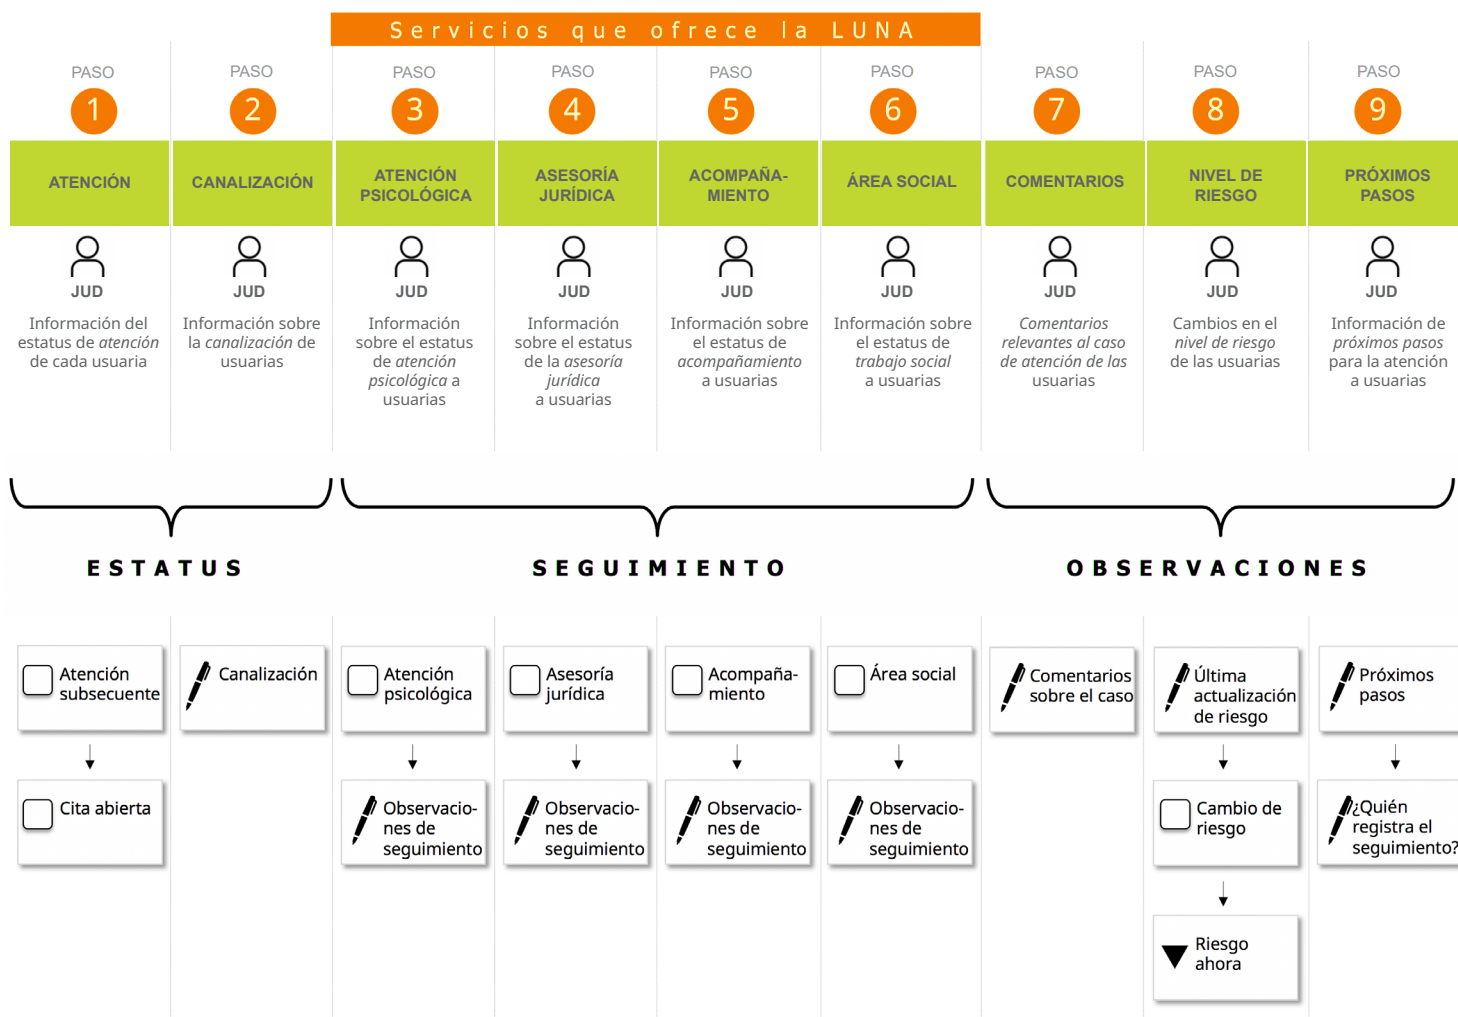 Servicios que ofrece la LUNA
PASO
1
ATENCIÓN
JUD
Información del
estatus de atención
de cada usuaria
PASO
2
CANALIZACIÓN
JUD
Información sobre
la canalización de
usuarias
PASO
3
ATENCIÓN
PSICOLÓGICA
JUD
Información
sobre el estatus
de atención
psicológica a
usuarias
PASO
4
ASESORÍA
JURÍDICA
JUD
Información
sobre el estatus
de la asesoría
jurídica
a usuarias
PASO
5
ACOMPAÑA-
MIENTO
JUD
Información sobre
el estatus de
acompañamiento
a usuarias
PASO
6
ÁREA SOCIAL
JUD
Información sobre
el estatus de
trabajo social
a usuarias
PASO
7
COMENTARIOS
JUD
Comentarios
relevantes al caso
de atención de las
usuarias
PASO
8
NIVEL DE
RIESGO
JUD
Cambios en el
nivel de riesgo
de las usuarias
PASO
9
PRÓXIMOS
PASOS
JUD
Información de
próximos pasos
para la atención
a usuarias
ESTATUS
SEGUIMIENTO
OBSERVACIONES
Atención
subsecuente
Cita abierta
Canalización
Atención
psicológica
Observacio-
nes de
seguimiento
Asesoría
jurídica
Observacio-
nes de
seguimiento
Acompaña-
miento
Observacio-
nes de
seguimiento
Área social
Observacio-
nes de
seguimiento
Comentarios
sobre el caso
Última
actualización
de riesgo
Cambio de
riesgo
Riesgo
ahora
Próximos
pasos
¿Quién
registra el
seguimiento?